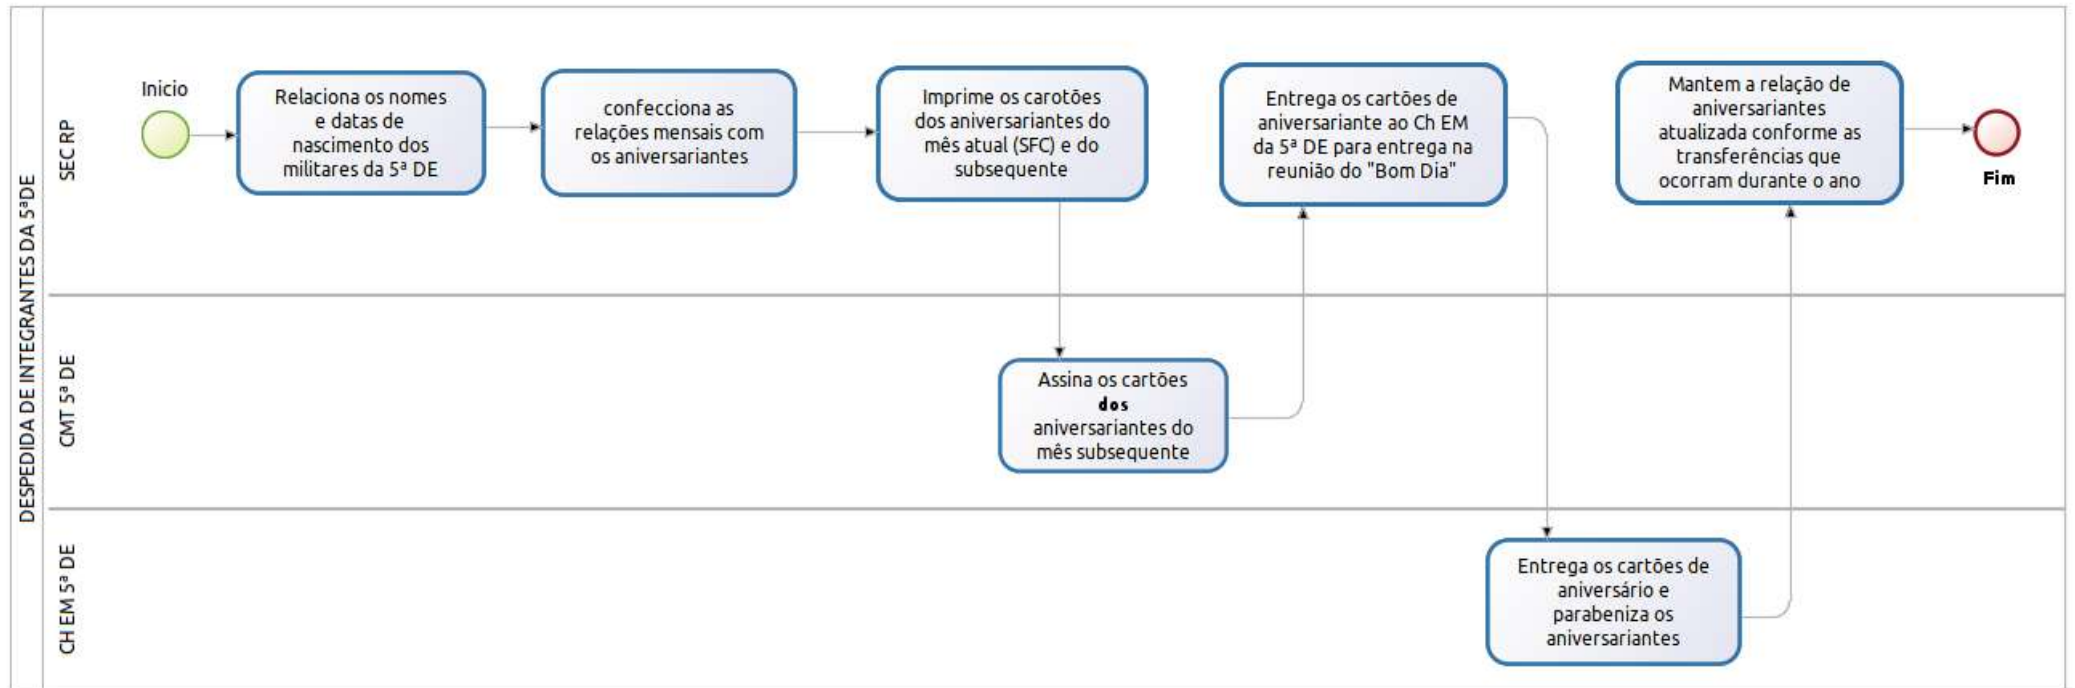 DESPEDIDA DE INTEGRANTES DA 5ªDE
SEC RP
Inicio
Relaciona os nomes
e datas de
nascimento dos
militares da 5ª DE
confecciona as
relações mensais com
os aniversariantes
Imprime os carotões
dos aniversariantes do
mês atual (SFC) e do
subsequente
Entrega os cartões de
aniversariante ao Ch EM
da 5ª DE para entrega na
reunião do "Bom Dia"
Mantem a relação de
aniversariantes
atualizada conforme as
transferências que
ocorram durante o ano
Fim
CMT 5ª DE
Assina os cartões
dos
aniversariantes do
mês subsequente
CH EM 5ª DE
Entrega os cartões de
aniversário e
parabeniza os
aniversariantes